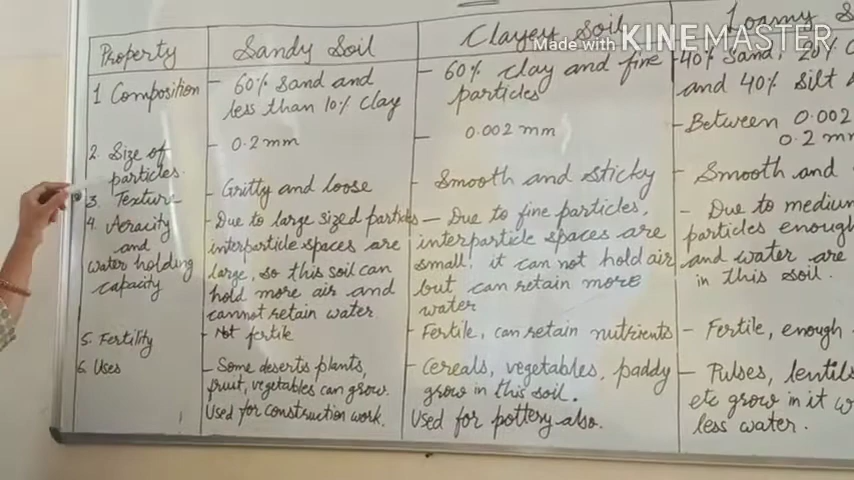 Made with KINEMASTER
Property
Sandy Soil
Clayey Soil
Loamy
1 Composition
- 60% sand and
less than 10% clay
- 60% clay and fine
particles
- 40% sand, 20%
and 40% silt
2. Size of
particles.
- 0.2 mm
- 0.002 mm
- Between 0.002
0.2 mm
3. Texture
- Gritty and loose
- Smooth and sticky
- Smooth and
4. Aeracity
and
water holding
capacity
- Due to large sized particles
interparticle spaces are
large, so this soil can
hold more air and
cannot retain water
- Due to fine particles,
interparticle spaces are
small. it can not hold air
but can retain more
water
- Due to medium
particles enough
and water are
in this soil.
5. Fertility
- Not fertile
- Fertile, can retain nutrients
- Fertile, enough
6. Uses
- Some deserts plants,
fruit, vegetables can grow.
Used for construction work.
- Cereals, vegetables, paddy
grow in this soil.
Used for pottery also.
- Pulses, lentils
etc grow in it
less water.